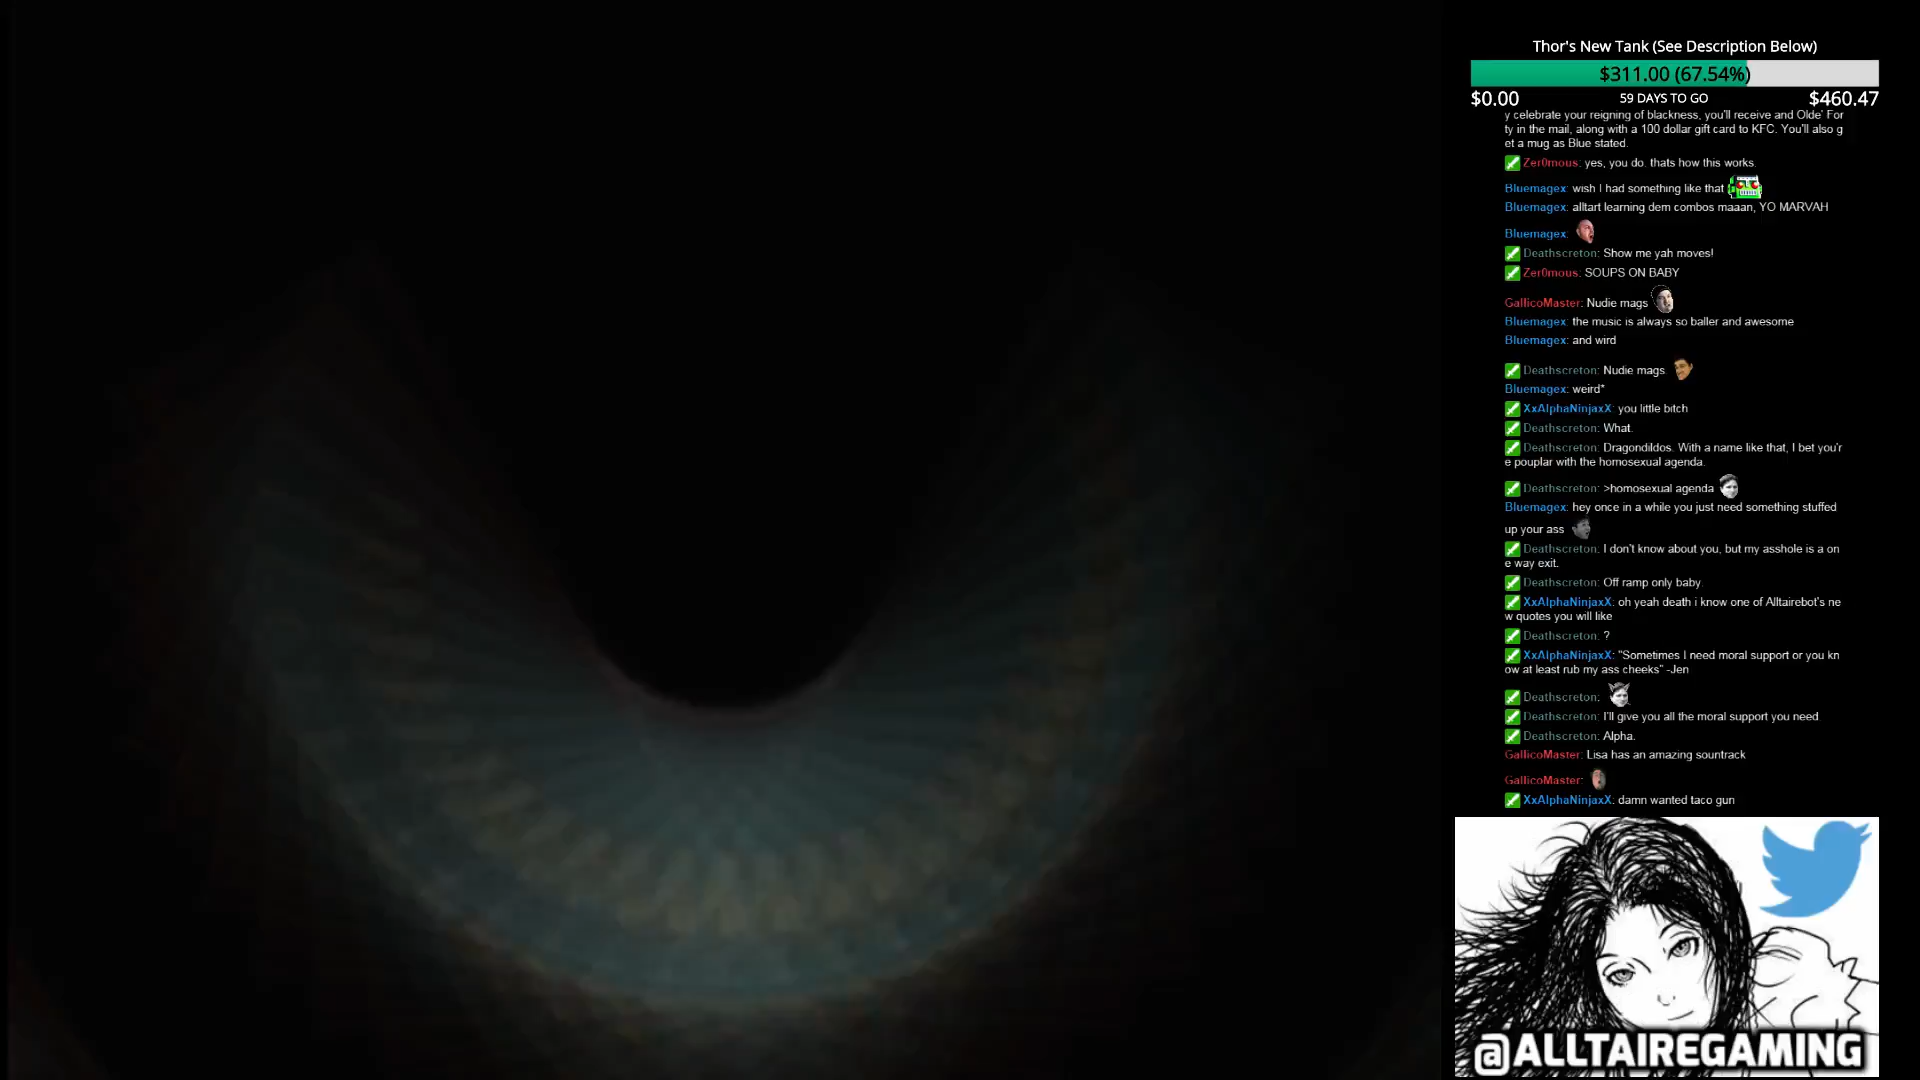 Thor's New Tank (See Description Below)
$311.00 (67.54%)
$0.00 59 DAYS TO GO $460.47
y celebrate your reigning of blackness, you'll receive and Olde' For
ty in the mail, along with a 100 dollar gift card to KFC. You'll also g
et a mug as Blue stated.
Zer0mous: yes, you do. thats how this works.
Bluemagex: wish I had something like that
Bluemagex: alltart learning dem combos maaan, YO MARVAH
Bluemagex:
Deathscreton: Show me yah moves!
Zer0mous: SOUPS ON BABY
GallicoMaster: Nudie mags
Bluemagex: the music is always so baller and awesome
Bluemagex: and wird
Deathscreton: Nudie mags
Bluemagex: weird*
XxAlphaNinjaxX: you little bitch
Deathscreton: What.
Deathscreton: Dragondildos. With a name like that, I bet you'r
e pouplar with the homosexual agenda.
Deathscreton: >homosexual agenda
Bluemagex: hey once in a while you just need something stuffed
up your ass
Deathscreton: I don't know about you, but my asshole is a on
e way exit.
Deathscreton: Off ramp only baby.
XxAlphaNinjaxX: oh yeah death i know one of Alltairebot's ne
w quotes you will like
Deathscreton: ?
XxAlphaNinjaxX: "Sometimes I need moral support or you kn
ow at least rub my ass cheeks" -Jen
Deathscreton:
Deathscreton: I'll give you all the moral support you need.
Deathscreton: Alpha.
GallicoMaster: Lisa has an amazing sountrack
GallicoMaster:
XxAlphaNinjaxX: damn wanted taco gun
@ALLTAIREGAMING